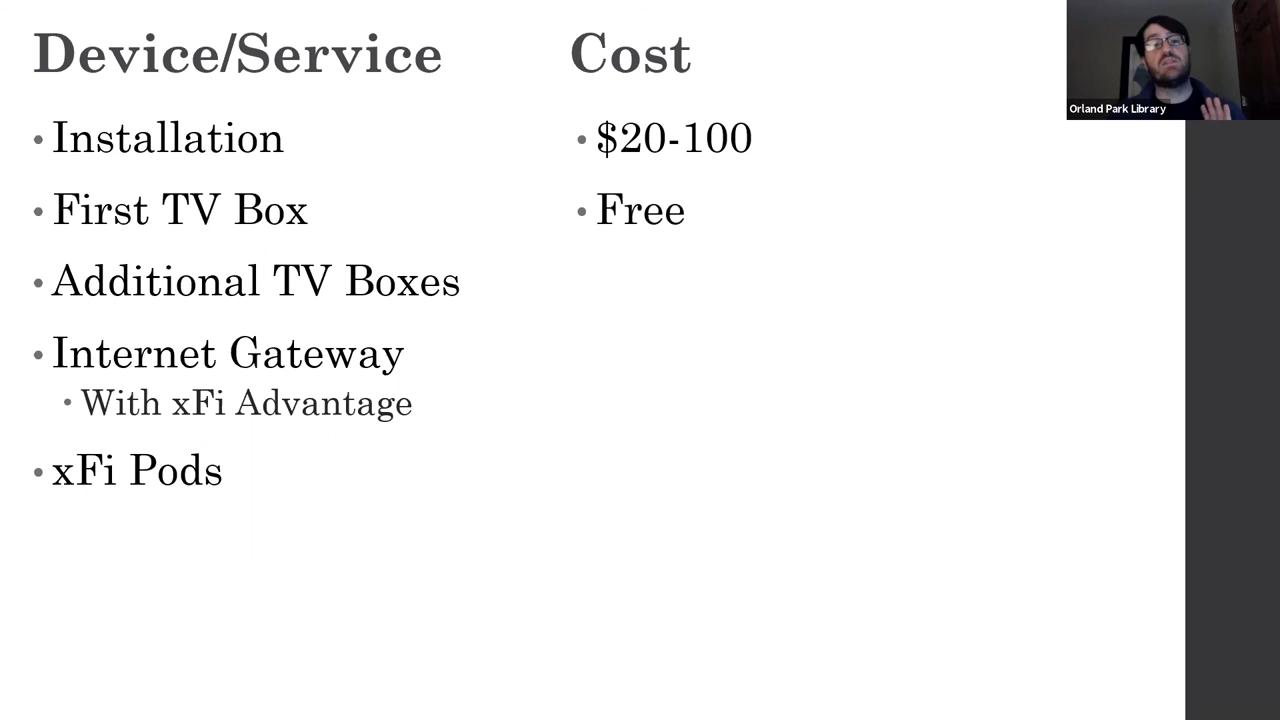 Device/Service
Cost
• Installation
• $20-100
• First TV Box
• Free
• Additional TV Boxes
• Internet Gateway
• With xFi Advantage
• xFi Pods
Orland Park Library